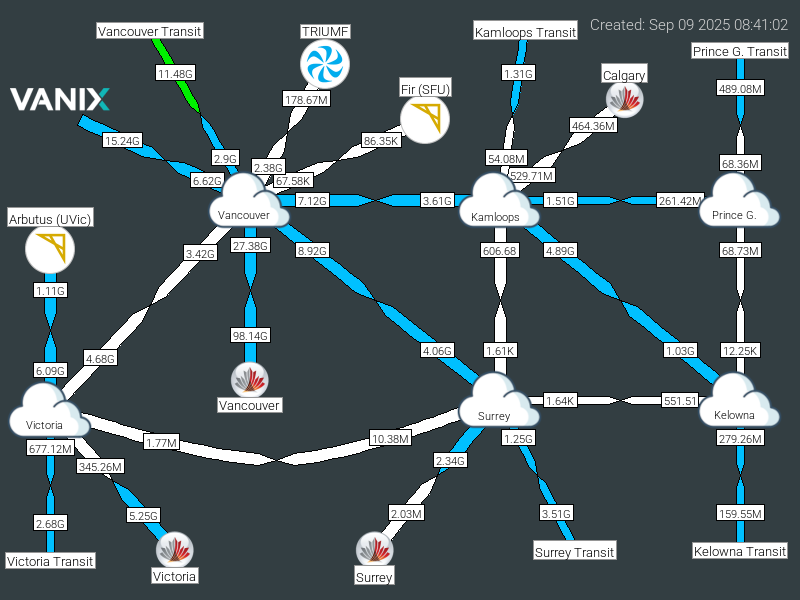 Created: Sep 09 2025 08:41:02
Vancouver Transit
TRIUMF
Kamloops Transit
Prince G. Transit
11.48G
178.67M
Fir (SFU)
1.31G
Calgary
489.08M
VANIX
15.24G
86.35K
464.36M
2.9G
2.38G
54.08M
68.36M
6.62G
67.58K
529.71M
7.12G
3.61G
1.51G
261.42M
Vancouver
Kamloops
Prince G.
Arbutus (UVic)
3.42G
27.38G
8.92G
606.68
4.89G
68.73M
1.11G
98.14G
4.68G
4.06G
1.61K
1.03G
12.25K
6.09G
Vancouver
1.64K
551.51
Victoria
Surrey
Kelowna
677.12M
1.77M
10.38M
1.25G
279.26M
345.26M
2.34G
2.68G
5.25G
2.03M
3.51G
159.55M
Victoria Transit
Victoria
Surrey
Surrey Transit
Kelowna Transit